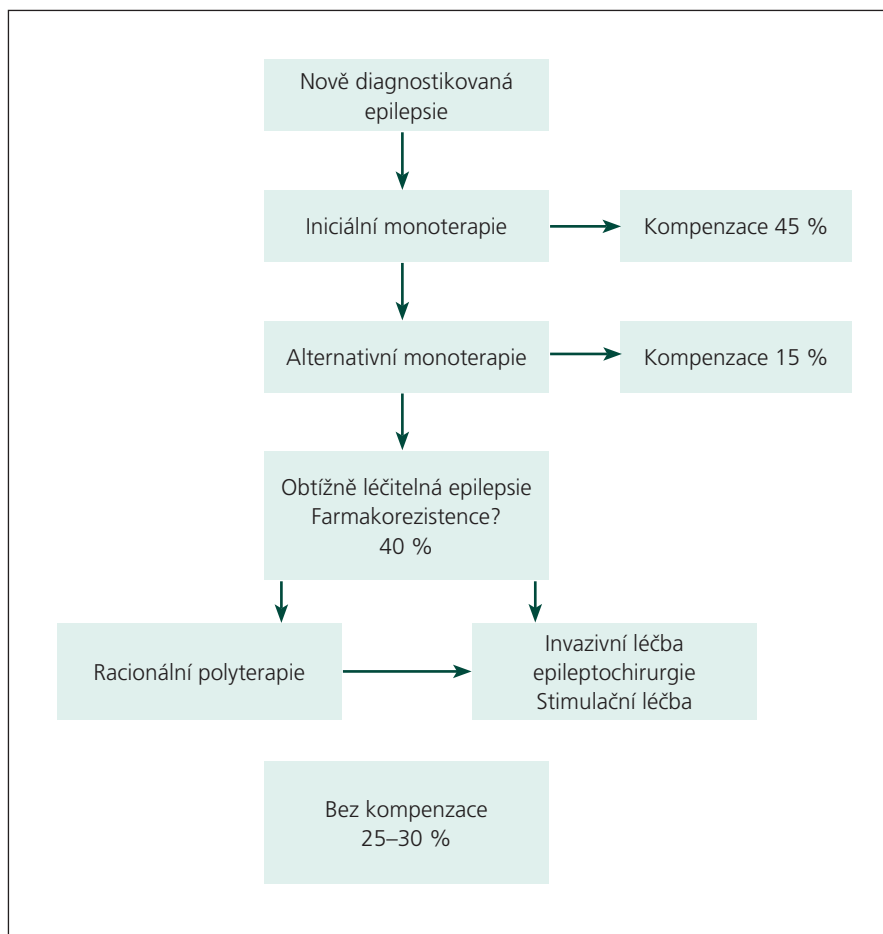 Nově diagnostikovaná
epilepsie
Iniciální monoterapie
Kompenzace 45 %
Alternativní monoterapie
Kompenzace 15 %
Obtížně léčitelná epilepsie
Farmakorezistence?
40 %
Racionální polyterapie
Invazivní léčba
epileptochirurgie
Stimulační léčba
Bez kompenzace
25–30 %